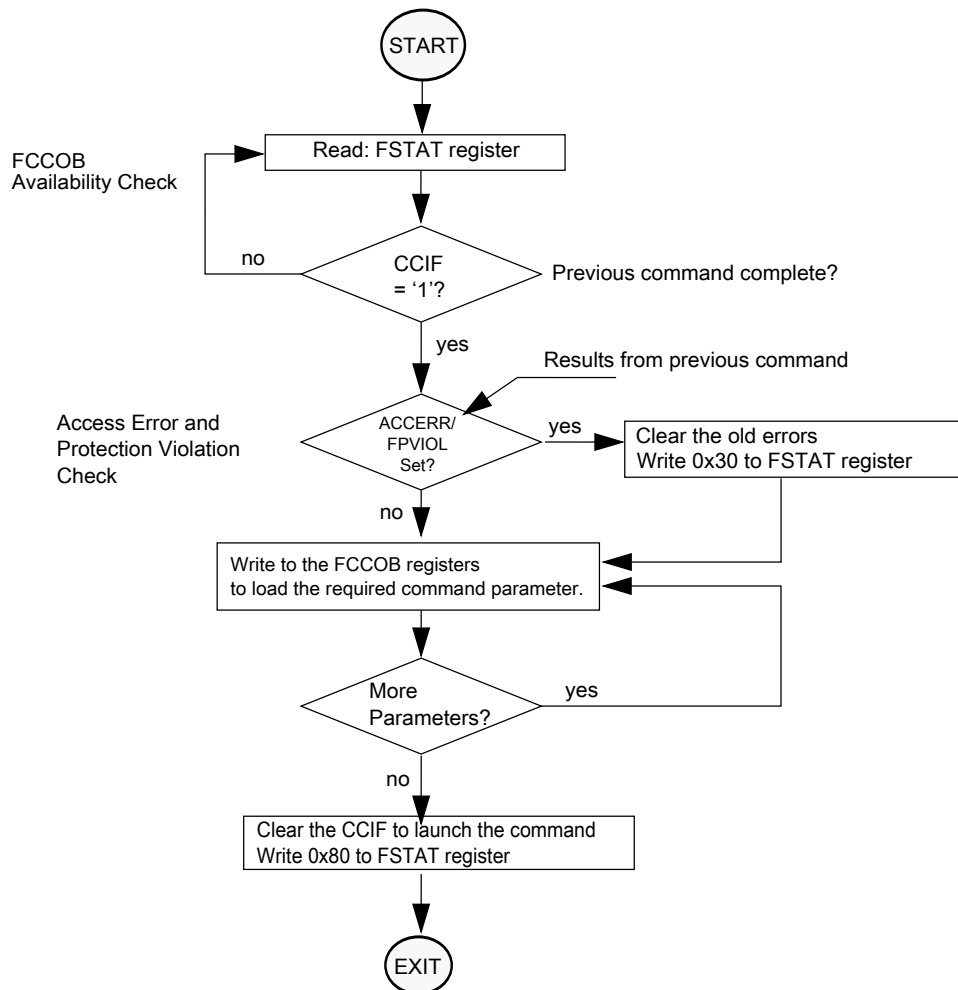 START
Read: FSTAT register
FCCOB
Availability Check
no
CCIF
= ‘1’?
Previous command complete?
yes
Results from previous command
Access Error and
Protection Violation
Check
ACCERR/
FPVIOL
Set?
yes
Clear the old errors
Write 0x30 to FSTAT register
no
Write to the FCCOB registers
to load the required command parameter.
More
Parameters?
yes
no
Clear the CCIF to launch the command
Write 0x80 to FSTAT register
EXIT